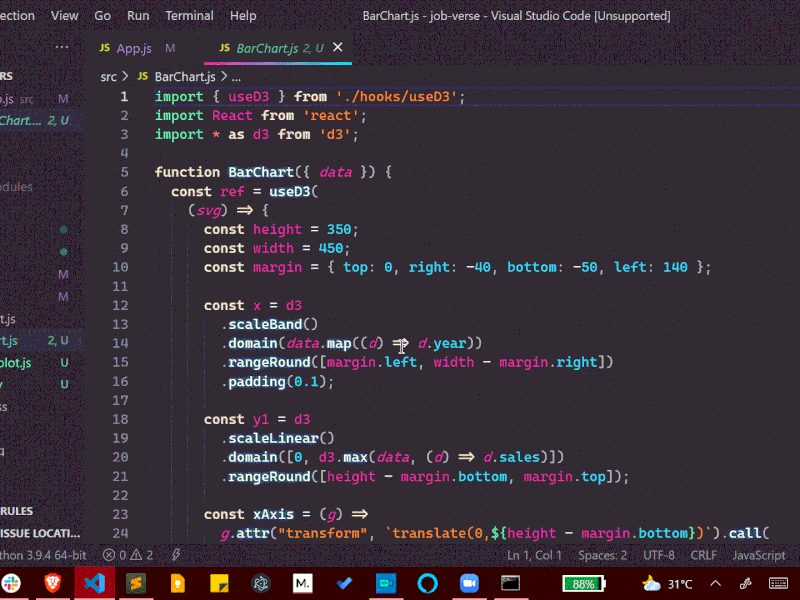 ection View Go Run Terminal Help BarChart.js - job-verse - Visual Studio Code [Unsupported]
··· JS App.js M JS BarChart.js 2, U ×
RS src > JS BarChart.js > ...
.js src M
Chart.... 2, U
odules
M
M
t.js
rt.js 2, U
plot.js U
U
ss
RULES
ISSUE LOCATI...
1 import { useD3 } from './hooks/useD3';
2 import React from 'react';
3 import * as d3 from 'd3';
4
5 function BarChart({ data }) {
6 const ref = useD3(
7 (svg) => {
8 const height = 350;
9 const width = 450;
10 const margin = { top: 0, right: -40, bottom: -50, left: 140 };
11
12 const x = d3
13 .scaleBand()
14 .domain(data.map((d) => d.year))
15 .rangeRound([margin.left, width - margin.right])
16 .padding(0.1);
17
18 const y1 = d3
19 .scaleLinear()
20 .domain([0, d3.max(data, (d) => d.sales)])
21 .rangeRound([height - margin.bottom, margin.top]);
22
23 const xAxis = (g) =>
24 g.attr("transform", `translate(0,${height - margin.bottom})`).call(
thon 3.9.4 64-bit 0 2 Ln 1, Col 1 Spaces: 2 UTF-8 CRLF JavaScript
M. 88% 31°C